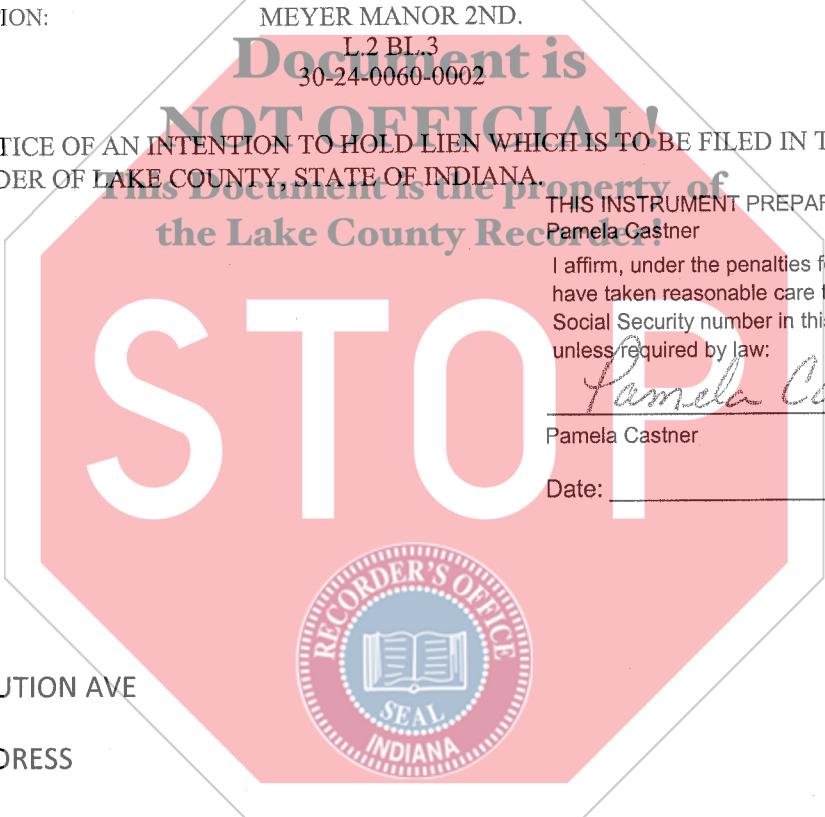 ION:
MEYER MANOR 2ND.
L.2 BL.3
30-24-0060-0002
Document is
NOT OFFICIAL!
TICE OF AN INTENTION TO HOLD LIEN WHICH IS TO BE FILED IN T
DER OF LAKE COUNTY, STATE OF INDIANA.
This Document is the property of
the Lake County Recorder!
THIS INSTRUMENT PREPAR
Pamela Castner
I affirm, under the penalties f
have taken reasonable care t
Social Security number in this
unless required by law:
Pamela Ca
Pamela Castner
Date:
STOP
RECORDER'S OFFICE
SEAL
INDIANA
UTION AVE
DRESS